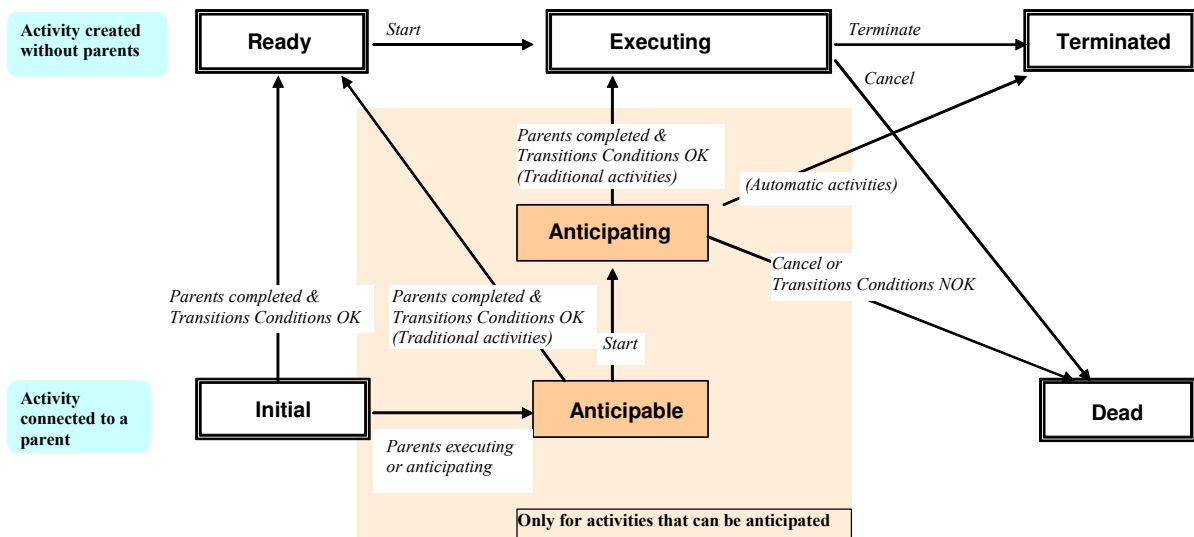 Activity created
without parents
Ready
Start
Executing
Terminate
Terminated
Cancel
Parents completed &
Transitions Conditions OK
(Traditional activities)
(Automatic activities)
Anticipating
Cancel or
Transitions Conditions NOK
Parents completed &
Transitions Conditions OK
Parents completed &
Transitions Conditions OK
(Traditional activities)
Start
Activity
connected to a
parent
Initial
Anticipable
Dead
Parents executing
or anticipating
Only for activities that can be anticipated